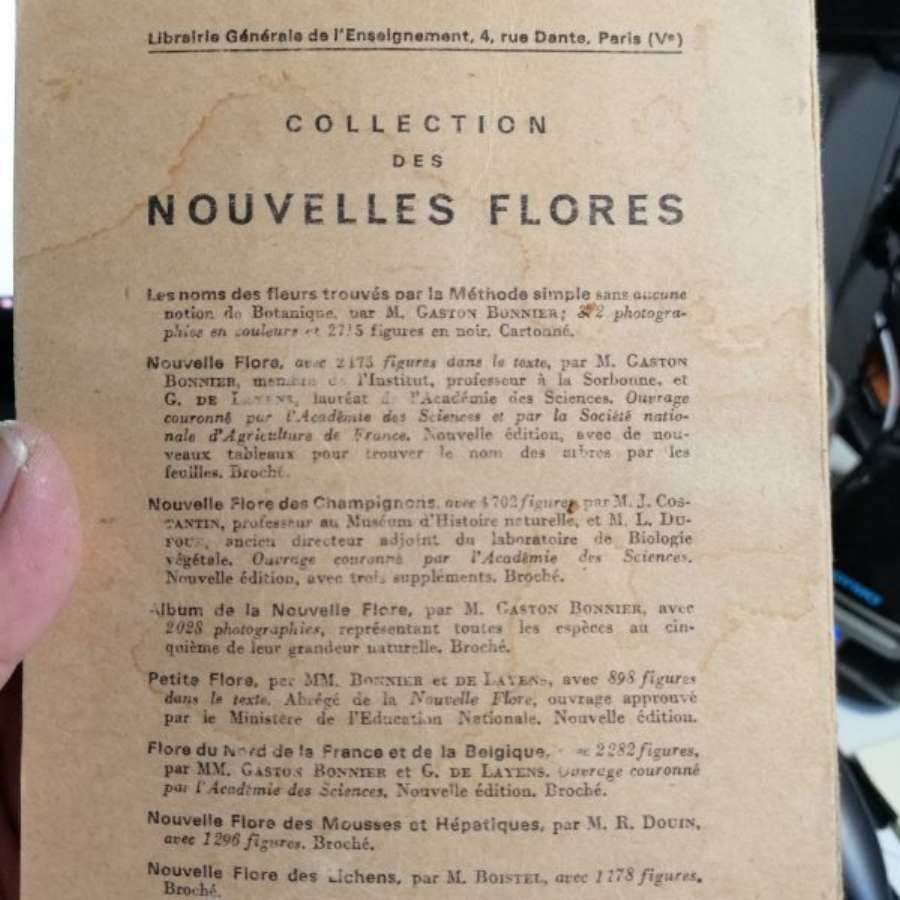 Librairie Générale de l'Enseignement, 4, rue Dante, Paris (Ve)
COLLECTION
DES
NOUVELLES FLORES
Les noms des fleurs trouvés par la Méthode simple sans aucune
notion de Botanique, par M. GASTON BONNIER; photogra-
phies en couleurs et 2715 figures en noir. Cartonné.
Nouvelle Flore, avec 2173 figures dans le texte, par M. GASTON
BONNIER, membre de l'Institut, professeur à la Sorbonne, et
G. DE LAYENS, lauréat de l'Académie des Sciences. Ouvrage
couronné par l'Académie des Sciences et par la Société natio-
nale d'Agriculture de France. Nouvelle édition, avec de nou-
veaux tableaux pour trouver le nom des arbres par les
feuilles. Broché.
Nouvelle Flore des Champignons, avec 4702 figures, par M. J. COS-
TANTIN, professeur au Muséum d'Histoire naturelle, et M. L. DU-
FOUR, ancien directeur adjoint du laboratoire de Biologie
végétale. Ouvrage couronné par l'Académie des Sciences.
Nouvelle édition, avec trois suppléments. Broché.
Album de la Nouvelle Flore, par M. GASTON BONNIER, avec
2028 photographies, représentant toutes les espèces au cin-
quième de leur grandeur naturelle. Broché.
Petite Flore, par MM. BONNIER et DE LAYENS, avec 898 figures
dans le texte. Abrégé de la Nouvelle Flore, ouvrage approuvé
par le Ministère de l'Education Nationale. Nouvelle édition.
Flore du Nord de la France et de la Belgique, avec 2282 figures,
par MM. GASTON BONNIER et G. DE LAYENS. Ouvrage couronné
par l'Académie des Sciences. Nouvelle édition. Broché.
Nouvelle Flore des Mousses et Hépatiques, par M. R. DOUIN,
avec 1296 figures. Broché.
Nouvelle Flore des Lichens, par M. BOISTEL, avec 1178 figures.
Broché.